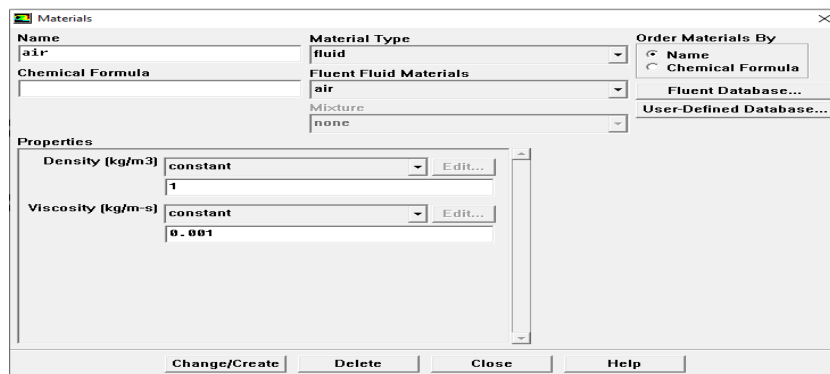 Materials
Name
air
Material Type
fluid
Order Materials By
Name
Chemical Formula
Chemical Formula
Fluent Fluid Materials
air
Fluent Database...
Mixture
none
User-Defined Database...
Properties
Density (kg/m3) constant Edit...
1
Viscosity (kg/m-s) constant Edit...
0.001
Change/Create Delete Close Help